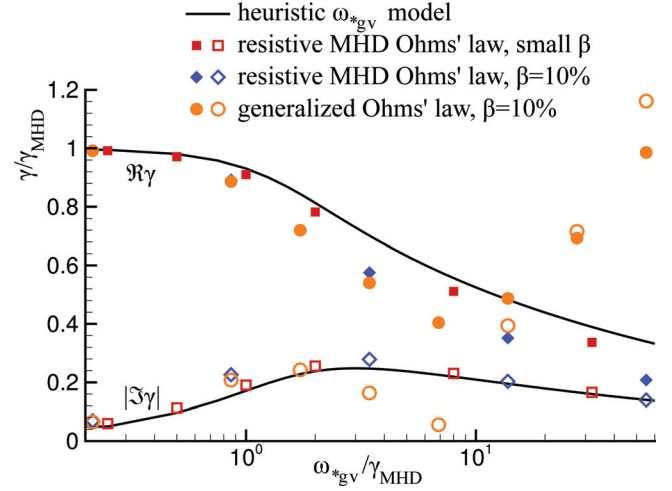 heuristic ω*gv model
resistive MHD Ohms' law, small β
resistive MHD Ohms' law, β=10%
generalized Ohms' law, β=10%
1.2
1
0.8
0.6
0.4
0.2
0
γ/γMHD
ℜγ
|ℑγ|
10⁰
10¹
ω*gv/γMHD